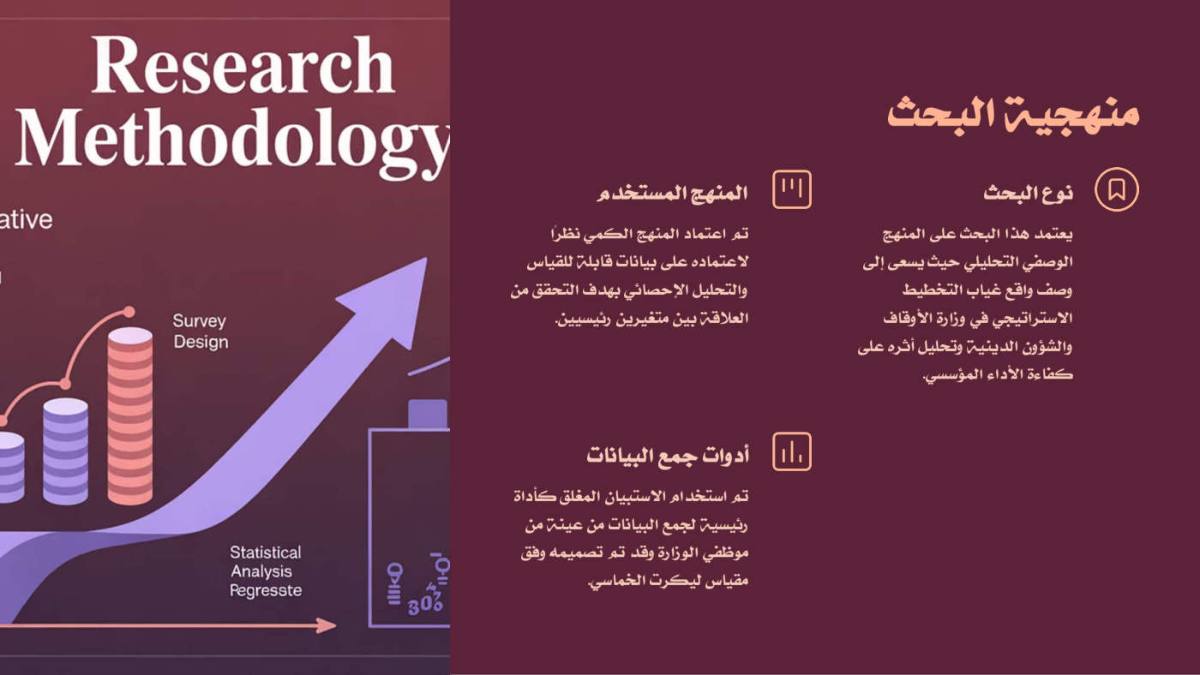 Research
Methodology
ative
Survey
Design
Statistical
Analysis
Regresste
30%
منهجية البحث
نوع البحث
يعتمد هذا البحث على المنهج
الوصفي التحليلي حيث يسعى إلى
وصف واقع غياب التخطيط
الاستراتيجي في وزارة الأوقاف
والشؤون الدينية وتحليل أثره على
كفاءة الأداء المؤسسي.
المنهج المستخدم
تم اعتماد المنهج الكمي نظرًا
لاعتماده على بيانات قابلة للقياس
والتحليل الإحصائي بهدف التحقق من
العلاقة بين متغيرين رئيسيين.
أدوات جمع البيانات
تم استخدام الاستبيان المغلق كأداة
رئيسية لجمع البيانات من عينة من
موظفي الوزارة وقد تم تصميمه وفق
مقياس ليكرت الخماسي.